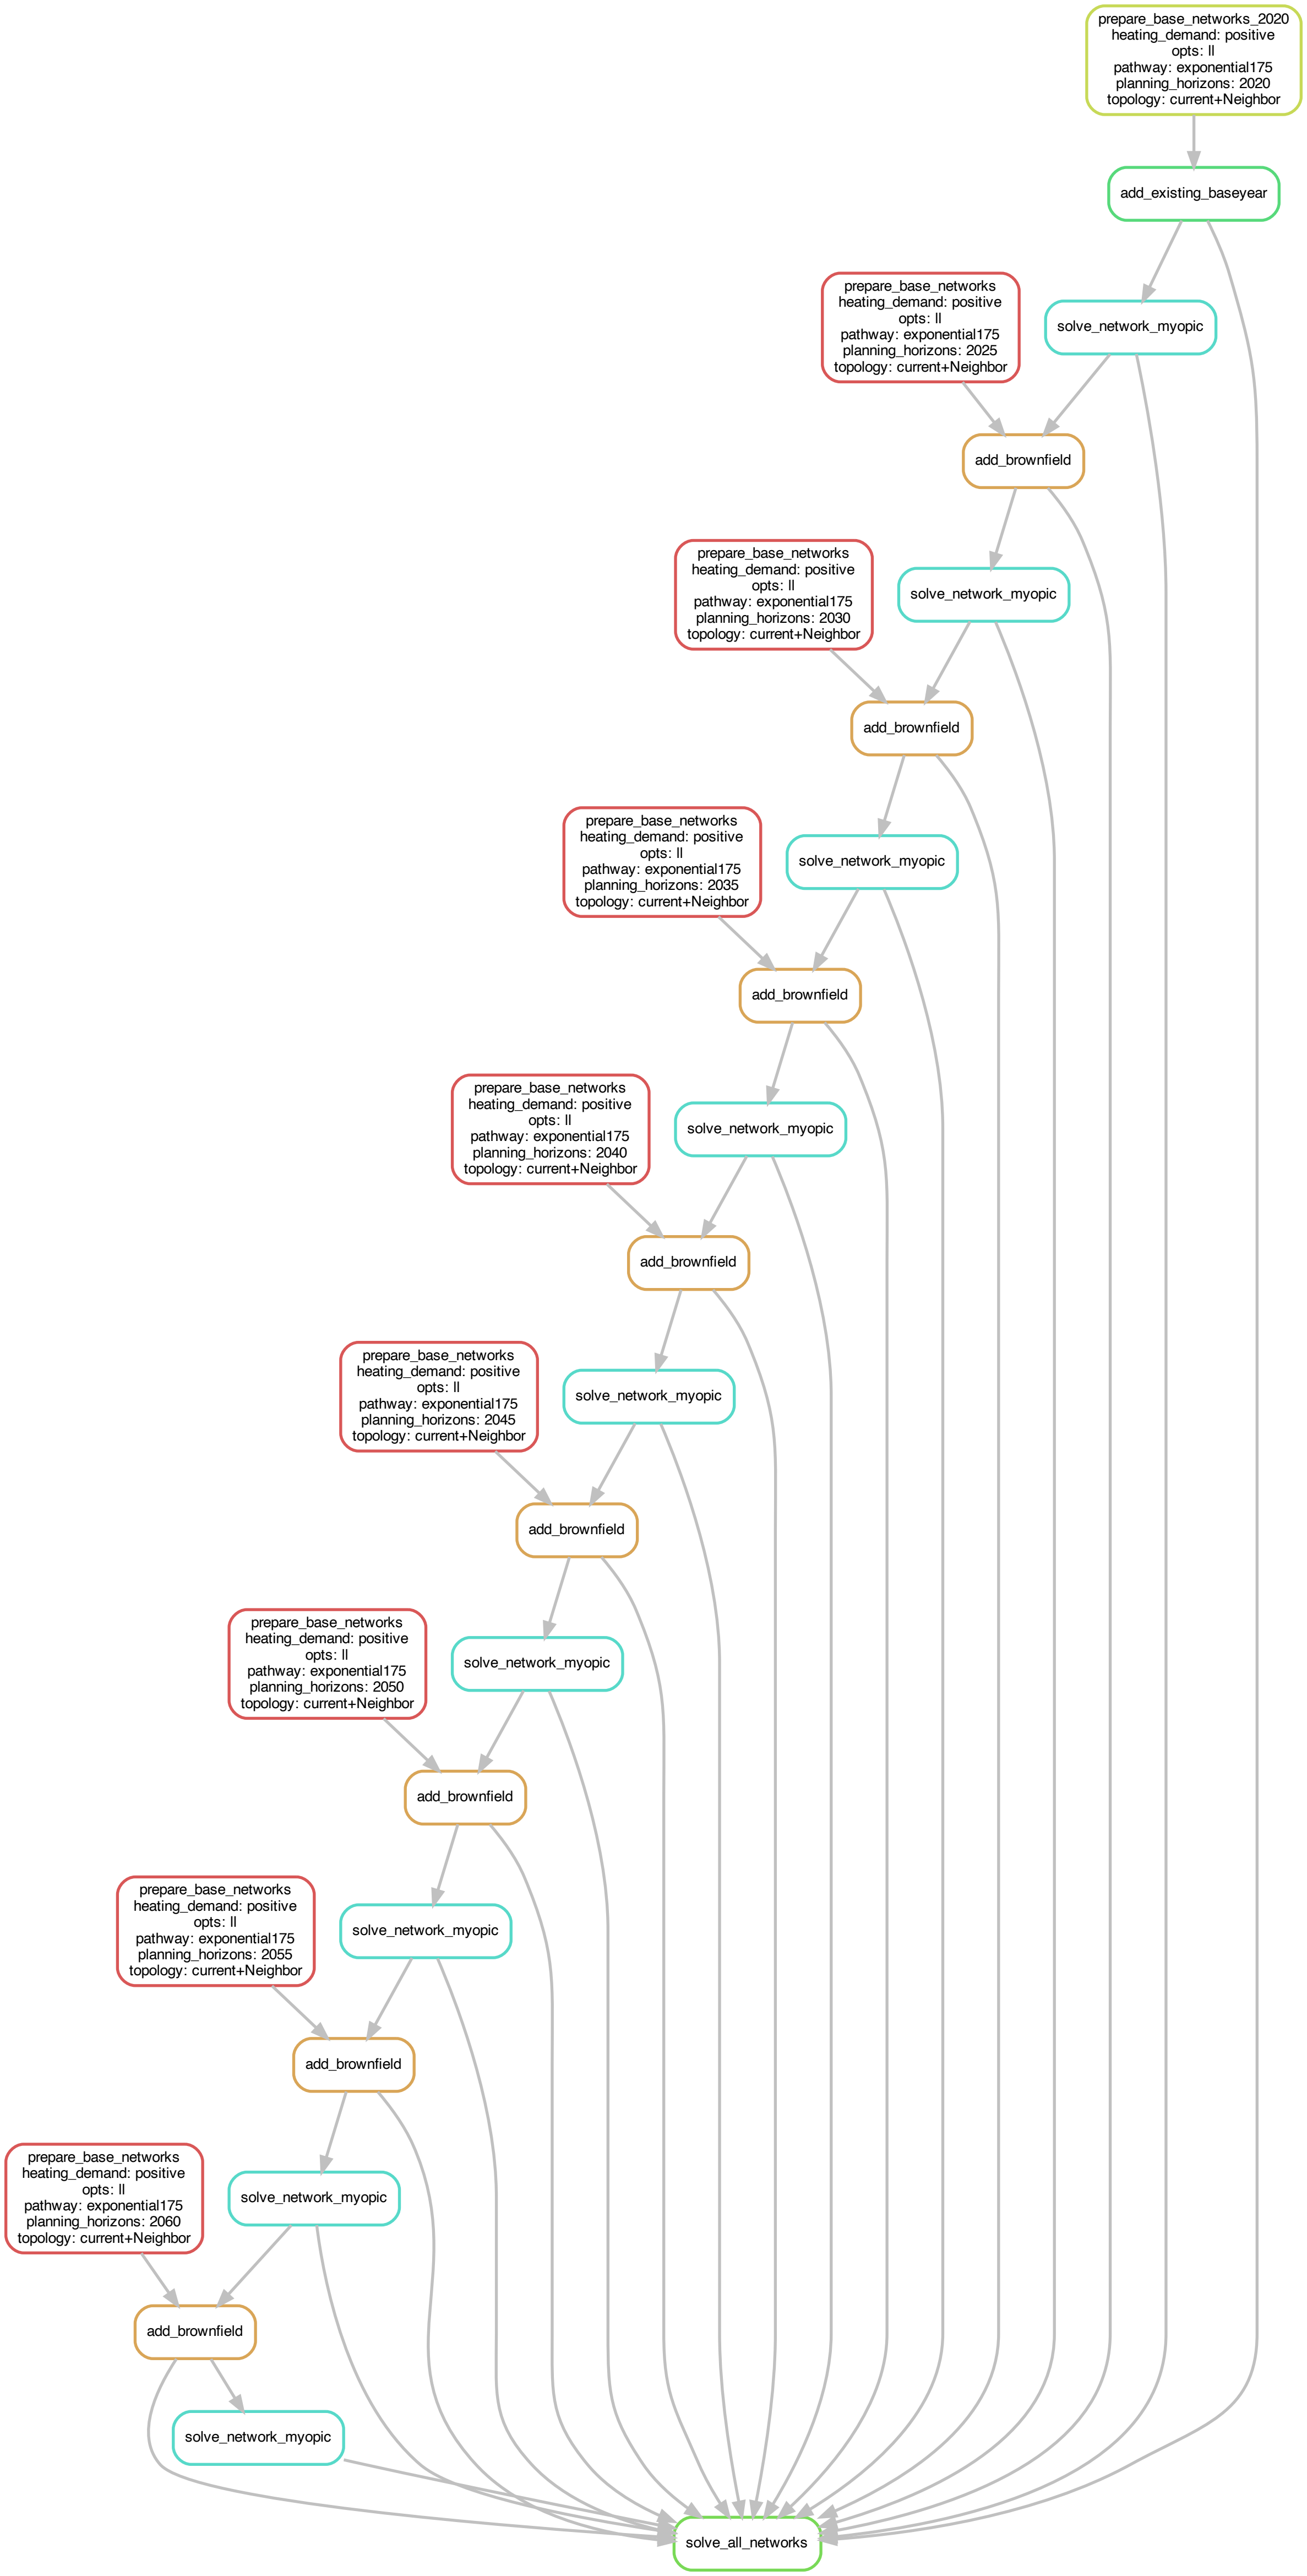 prepare_base_networks_2020
heating_demand: positive
opts: ll
pathway: exponential175
planning_horizons: 2020
topology: current+Neighbor
add_existing_baseyear
prepare_base_networks
heating_demand: positive
opts: ll
pathway: exponential175
planning_horizons: 2025
topology: current+Neighbor
solve_network_myopic
add_brownfield
prepare_base_networks
heating_demand: positive
opts: ll
pathway: exponential175
planning_horizons: 2030
topology: current+Neighbor
solve_network_myopic
add_brownfield
prepare_base_networks
heating_demand: positive
opts: ll
pathway: exponential175
planning_horizons: 2035
topology: current+Neighbor
solve_network_myopic
add_brownfield
prepare_base_networks
heating_demand: positive
opts: ll
pathway: exponential175
planning_horizons: 2040
topology: current+Neighbor
solve_network_myopic
add_brownfield
prepare_base_networks
heating_demand: positive
opts: ll
pathway: exponential175
planning_horizons: 2045
topology: current+Neighbor
solve_network_myopic
add_brownfield
prepare_base_networks
heating_demand: positive
opts: ll
pathway: exponential175
planning_horizons: 2050
topology: current+Neighbor
solve_network_myopic
add_brownfield
prepare_base_networks
heating_demand: positive
opts: ll
pathway: exponential175
planning_horizons: 2055
topology: current+Neighbor
solve_network_myopic
add_brownfield
prepare_base_networks
heating_demand: positive
opts: ll
pathway: exponential175
planning_horizons: 2060
topology: current+Neighbor
solve_network_myopic
add_brownfield
solve_network_myopic
solve_all_networks